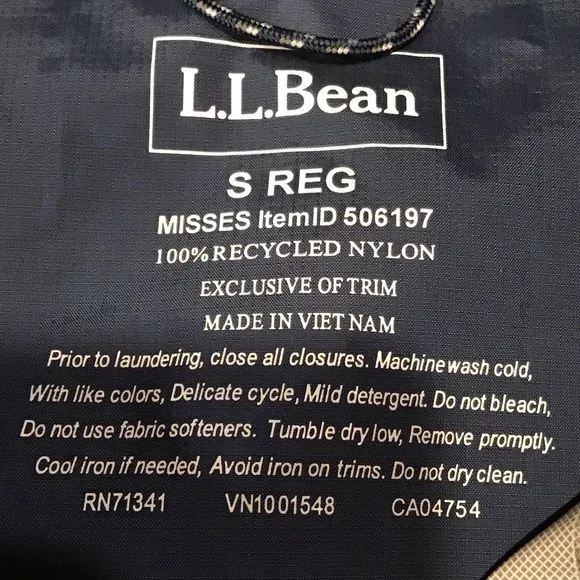 L.L.Bean
S REG
MISSES ItemID 506197
100% RECYCLED NYLON
EXCLUSIVE OF TRIM
MADE IN VIET NAM
Prior to laundering, close all closures. Machine wash cold,
With like colors, Delicate cycle, Mild detergent. Do not bleach,
Do not use fabric softeners. Tumble dry low, Remove promptly.
Cool iron if needed, Avoid iron on trims. Do not dry clean.
RN71341 VN1001548 CA04754